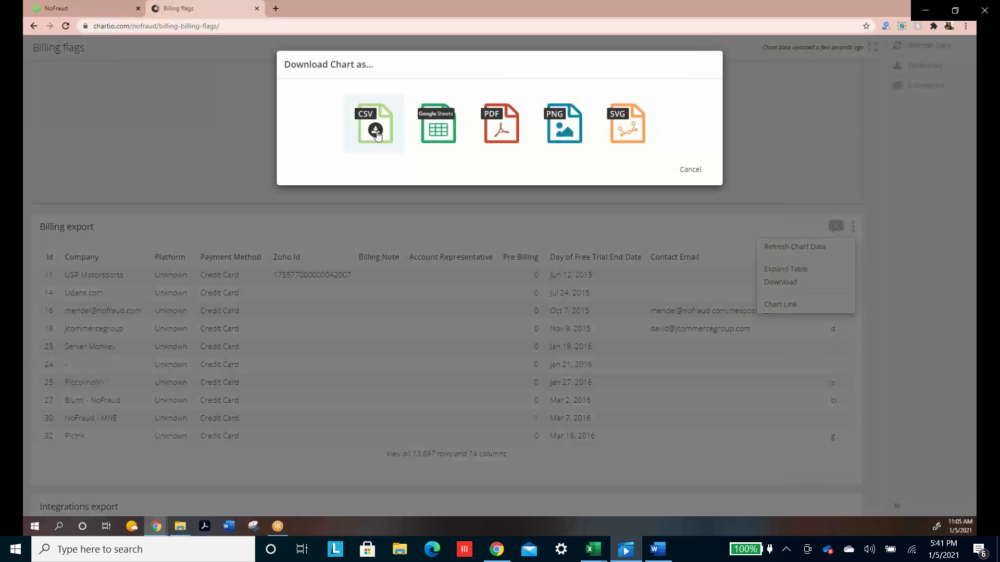 NoFraud
Billing flags
chartio.com/nofraud/billing-billing-flags/
Billing flags
Chart data updated a few seconds ago
Refresh Data
Download
Comments
Download Chart as...
CSV
Google Sheets
PDF
PNG
SVG
Cancel
Billing export
Refresh Chart Data
Expand Table
Download
Chart Link
Id Company Platform Payment Method Zoho Id Billing Note Account Representative Pre Billing Day of Free Trial End Date Contact Email
11 USP Motorsports Unknown Credit Card 175577000000042007 0 Jun 12, 2015
14 Udans.com Unknown Credit Card 0 Jul 24, 2015
16 mendel@nofraud.com Unknown Credit Card 0 Oct 7, 2015
18 Jcommercegroup Unknown Credit Card 0 Nov 9, 2015 david@jcommercegroup.com d...
23 Server Monkey Unknown Credit Card 0 Jan 19, 2016
24 - Unknown Credit Card 0 Jan 21, 2016
25 PiccolinoNY Unknown Credit Card 0 Jan 27, 2016 s...
27 Blumi - NoFraud Unknown Credit Card 0 Mar 2, 2016 bl...
30 NoFraud - MNE Unknown Credit Card 1 Mar 7, 2016
32 PicInk Unknown Credit Card 0 Mar 16, 2016 g...
View all 13,697 rows and 14 columns
Integrations export
11:05 AM
1/5/2021
Type here to search
100%
5:41 PM
1/5/2021
6